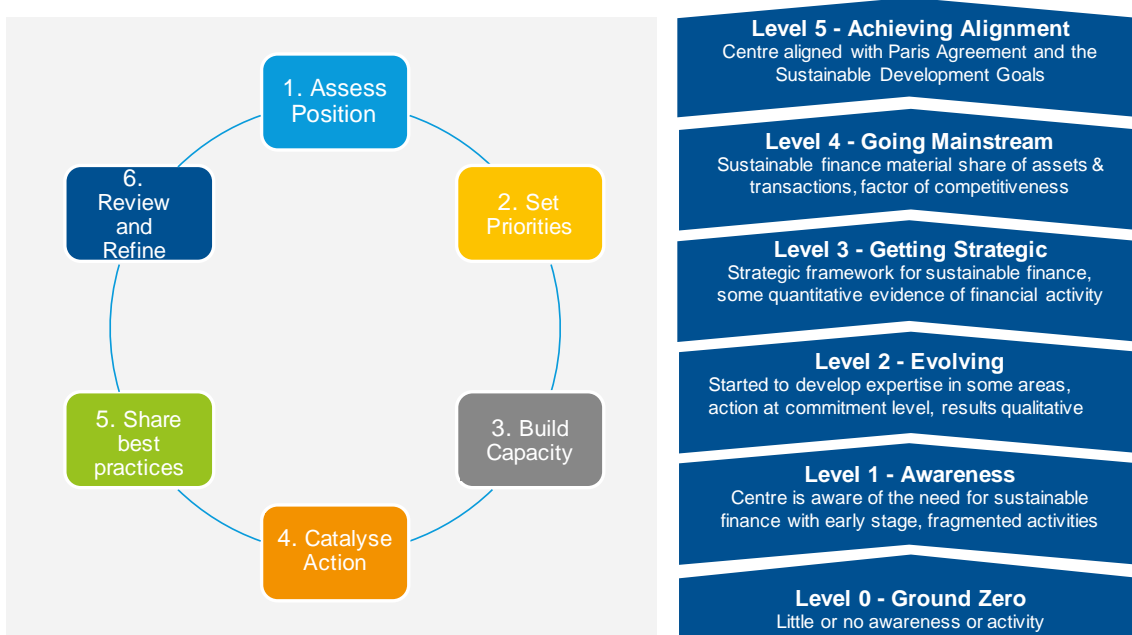 1. Assess
Position
2. Set
Priorities
3. Build
Capacity
4. Catalyse
Action
5. Share
best
practices
6.
Review
and
Refine
Level 5 - Achieving Alignment
Centre aligned with Paris Agreement and the
Sustainable Development Goals
Level 4 - Going Mainstream
Sustainable finance material share of assets &
transactions, factor of competitiveness
Level 3 - Getting Strategic
Strategic framework for sustainable finance,
some quantitative evidence of financial activity
Level 2 - Evolving
Started to develop expertise in some areas,
action at commitment level, results qualitative
Level 1 - Awareness
Centre is aware of the need for sustainable
finance with early stage, fragmented activities
Level 0 - Ground Zero
Little or no awareness or activity